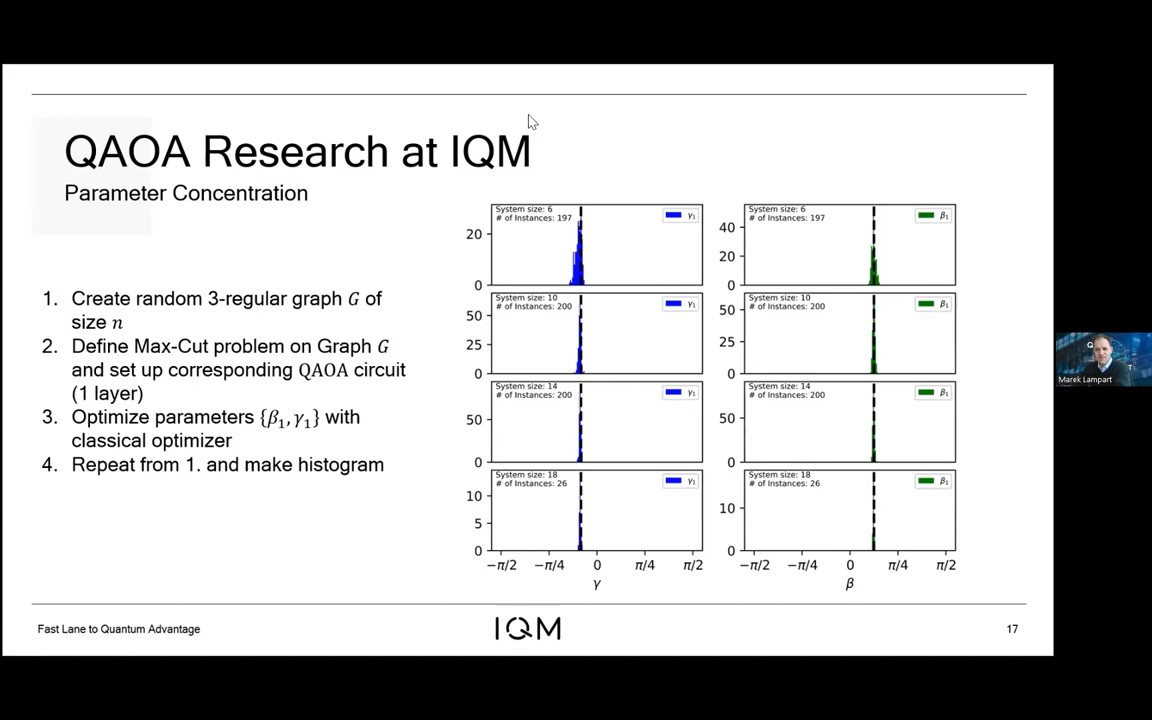 QAOA Research at IQM
Parameter Concentration
1. Create random 3-regular graph G of
size n
2. Define Max-Cut problem on Graph G
and set up corresponding QAOA circuit
(1 layer)
3. Optimize parameters {β₁, γ₁} with
classical optimizer
4. Repeat from 1. and make histogram
System size: 6
# of Instances: 197
γ₁
20
0
System size: 10
# of Instances: 200
γ₁
50
25
0
System size: 14
# of Instances: 200
γ₁
50
0
System size: 18
# of Instances: 26
γ₁
10
5
0
−π/2 −π/4 0 π/4 π/2
γ
System size: 6
# of Instances: 197
β₁
40
20
0
System size: 10
# of Instances: 200
β₁
50
25
0
System size: 14
# of Instances: 200
β₁
50
0
System size: 18
# of Instances: 26
β₁
10
0
−π/2 −π/4 0 π/4 π/2
β
Marek Lampart
Fast Lane to Quantum Advantage
IQM
17